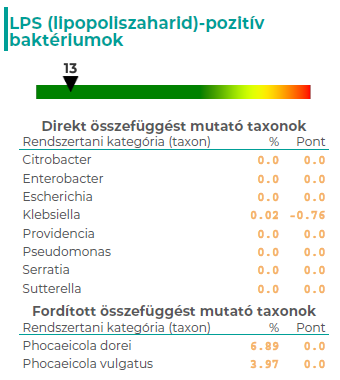 LPS (lipopoliszaharid)-pozitív
baktériumok
13
Direkt összefüggést mutató taxonok
Rendszertani kategória (taxon) % Pont
Citrobacter 0.0 0.0
Enterobacter 0.0 0.0
Escherichia 0.0 0.0
Klebsiella 0.02 -0.76
Providencia 0.0 0.0
Pseudomonas 0.0 0.0
Serratia 0.0 0.0
Sutterella 0.0 0.0
Fordított összefüggést mutató taxonok
Rendszertani kategória (taxon) % Pont
Phocaeicola dorei 6.89 0.0
Phocaeicola vulgatus 3.97 0.0